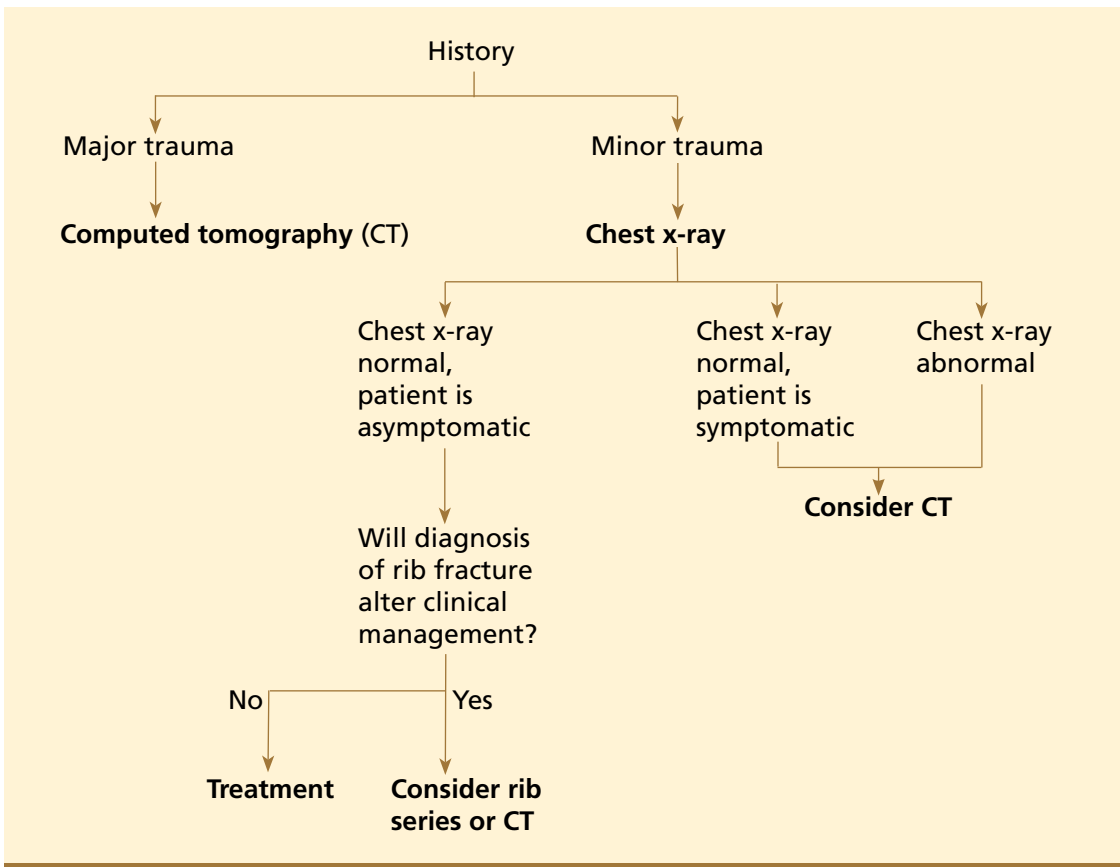 History
Major trauma
Minor trauma
Computed tomography (CT)
Chest x-ray
Chest x-ray
normal,
patient is
asymptomatic
Chest x-ray
normal,
patient is
symptomatic
Chest x-ray
abnormal
Consider CT
Will diagnosis
of rib fracture
alter clinical
management?
No
Yes
Treatment
Consider rib
series or CT